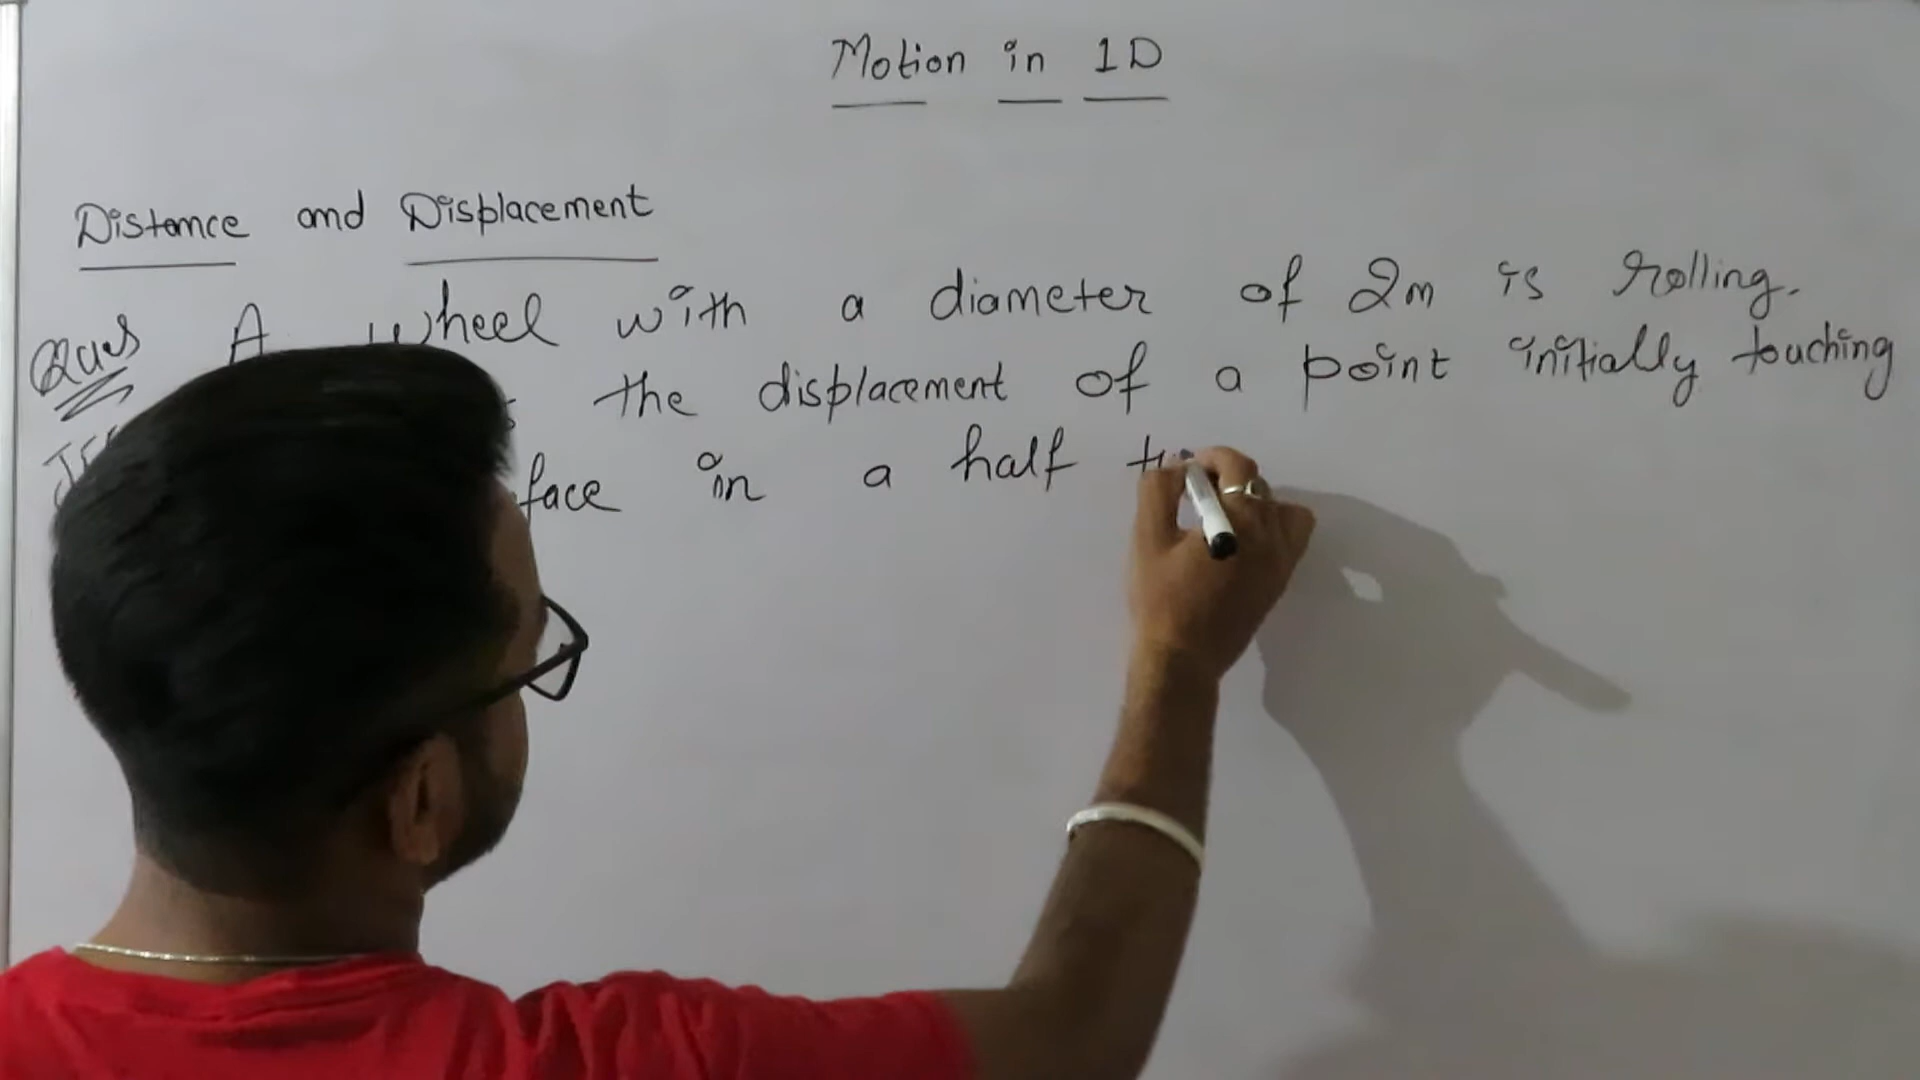 Motion in 1D
Distance and Displacement
Ques A wheel with a diameter of 2m is rolling.
the displacement of a point initially touching
face in a half